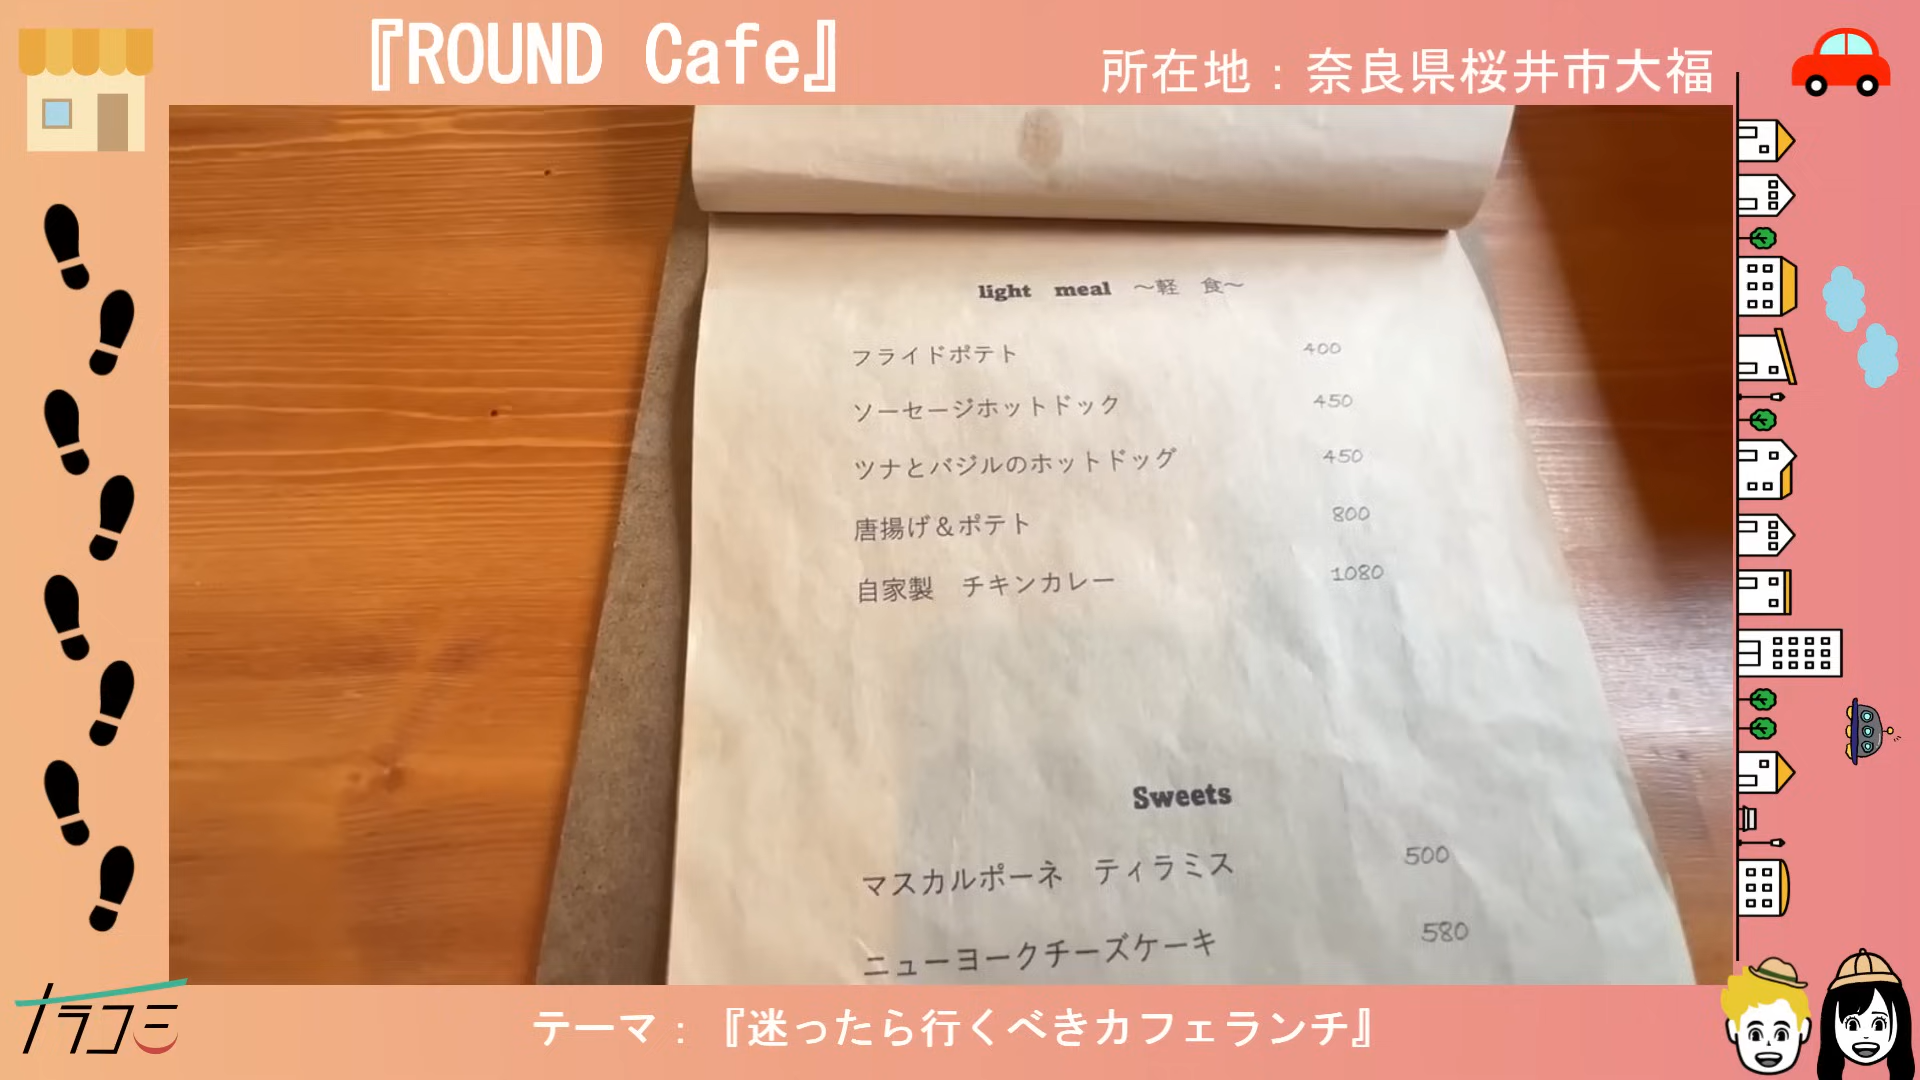 『ROUND Cafe』
所在地：奈良県桜井市大福
light meal ～軽 食～
フライドポテト 400
ソーセージホットドック 450
ツナとバジルのホットドッグ 450
唐揚げ＆ポテト 800
自家製 チキンカレー 1080
Sweets
マスカルポーネ ティラミス 500
ニューヨークチーズケーキ 580
ナラコミ
テーマ：『迷ったら行くべきカフェランチ』